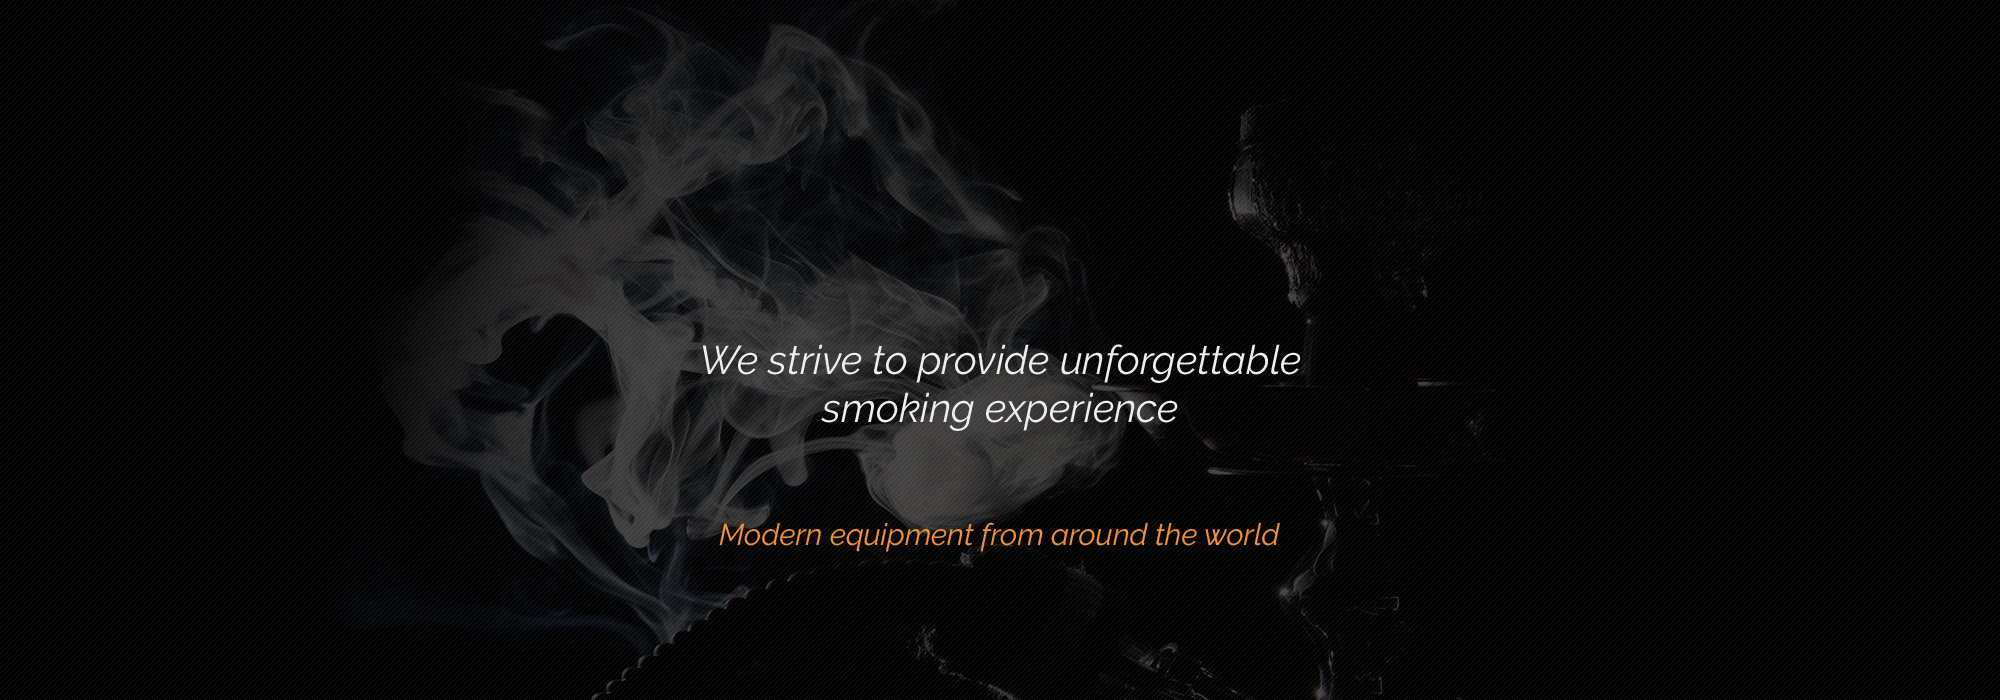 We strive to provide unforgettable
smoking experience
Modern equipment from around the world